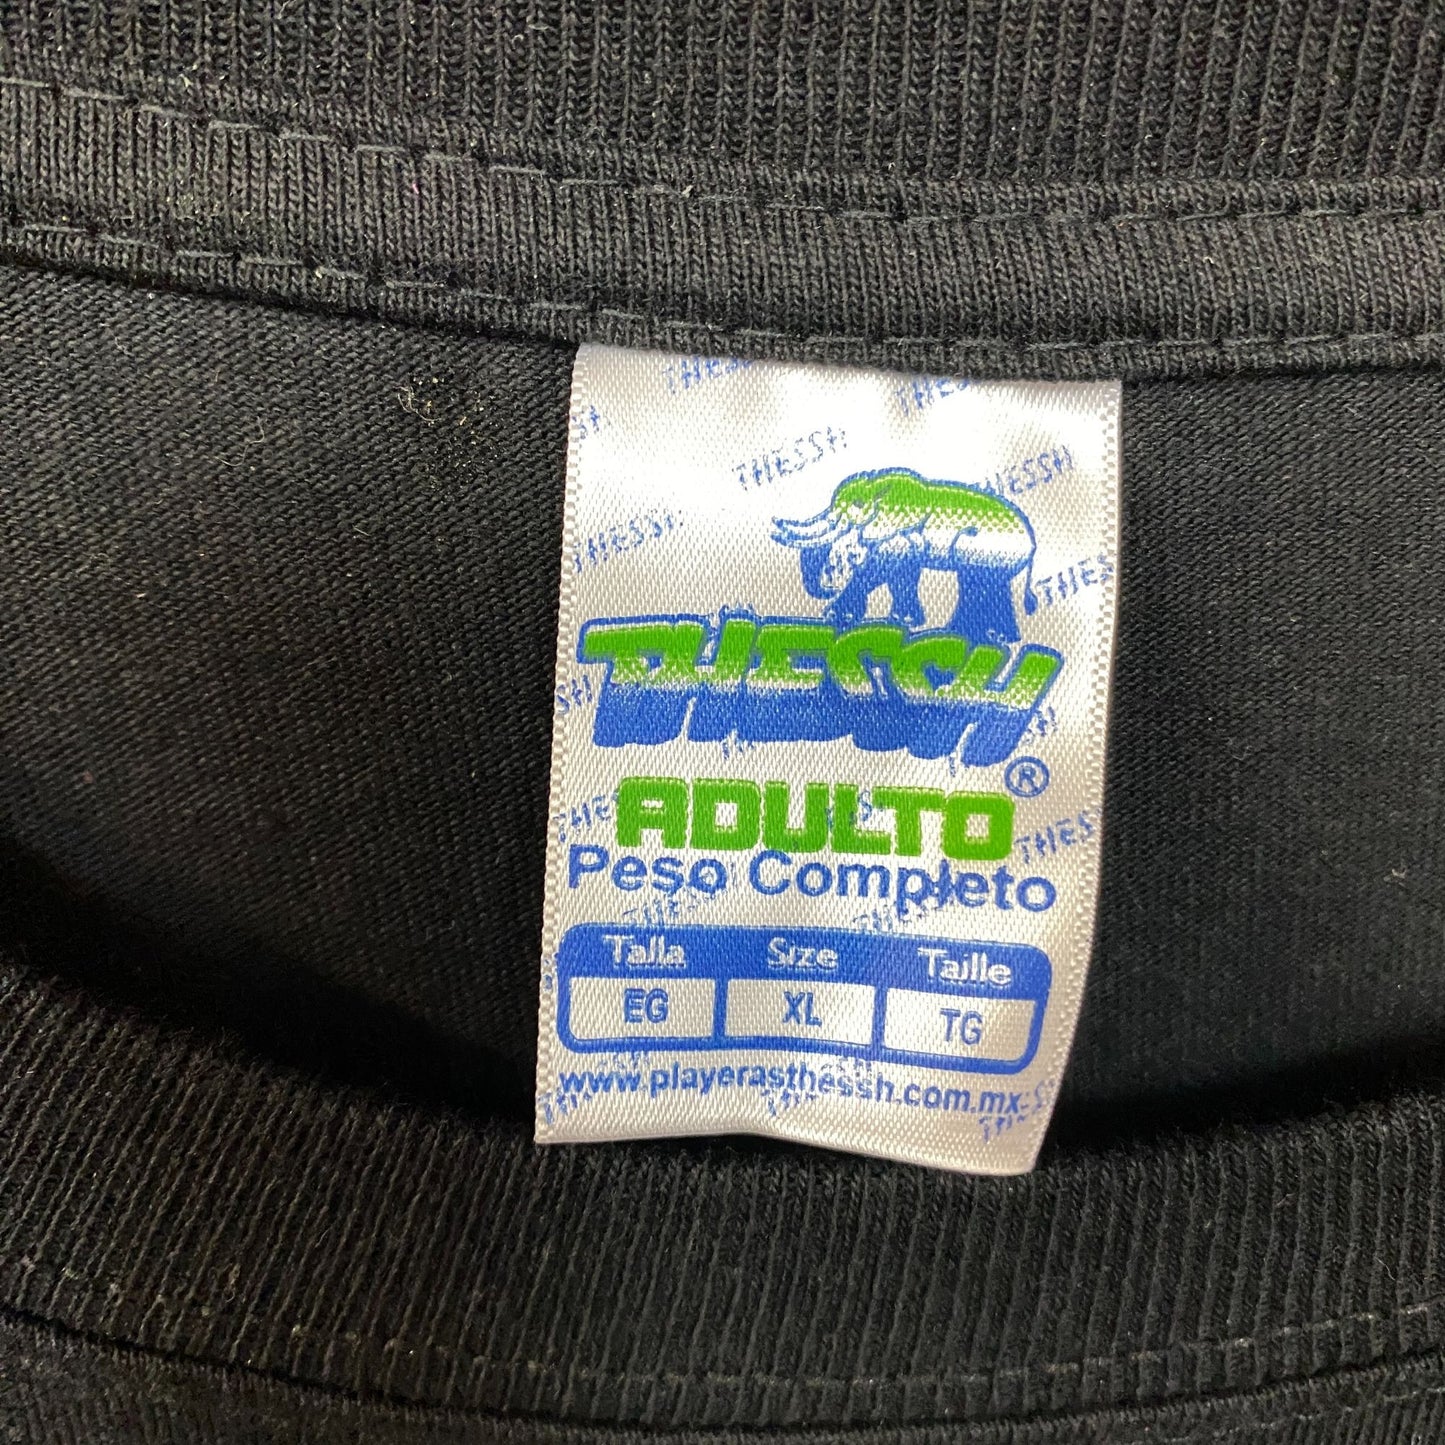 THESSH
®
ADULTO
Peso Completo
Talla Size Taille
EG XL TG
www.playerasthessh.com.mx